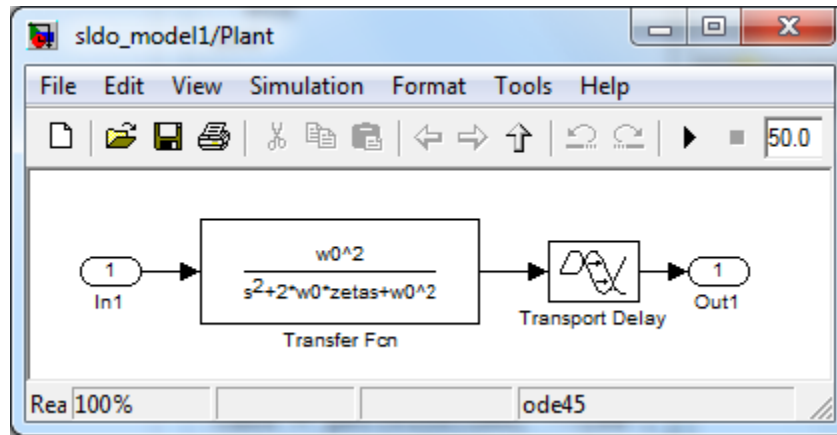 sldo_model1/Plant
File Edit View Simulation Format Tools Help
50.0
w0^2
s2+2*w0*zetas+w0^2
1
In1
Transfer Fcn
Transport Delay
1
Out1
Rea 100% ode45